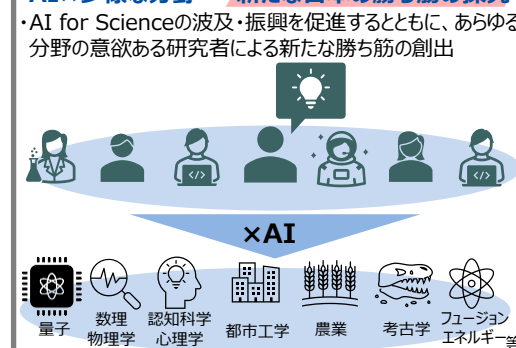 ・AI for Scienceの波及・振興を促進するとともに、あらゆる
分野の意欲ある研究者による新たな勝ち筋の創出
</>
</>
×AI
量子
数理
物理学
認知科学
心理学
都市工学
農業
考古学
フュージョン
エネルギー等